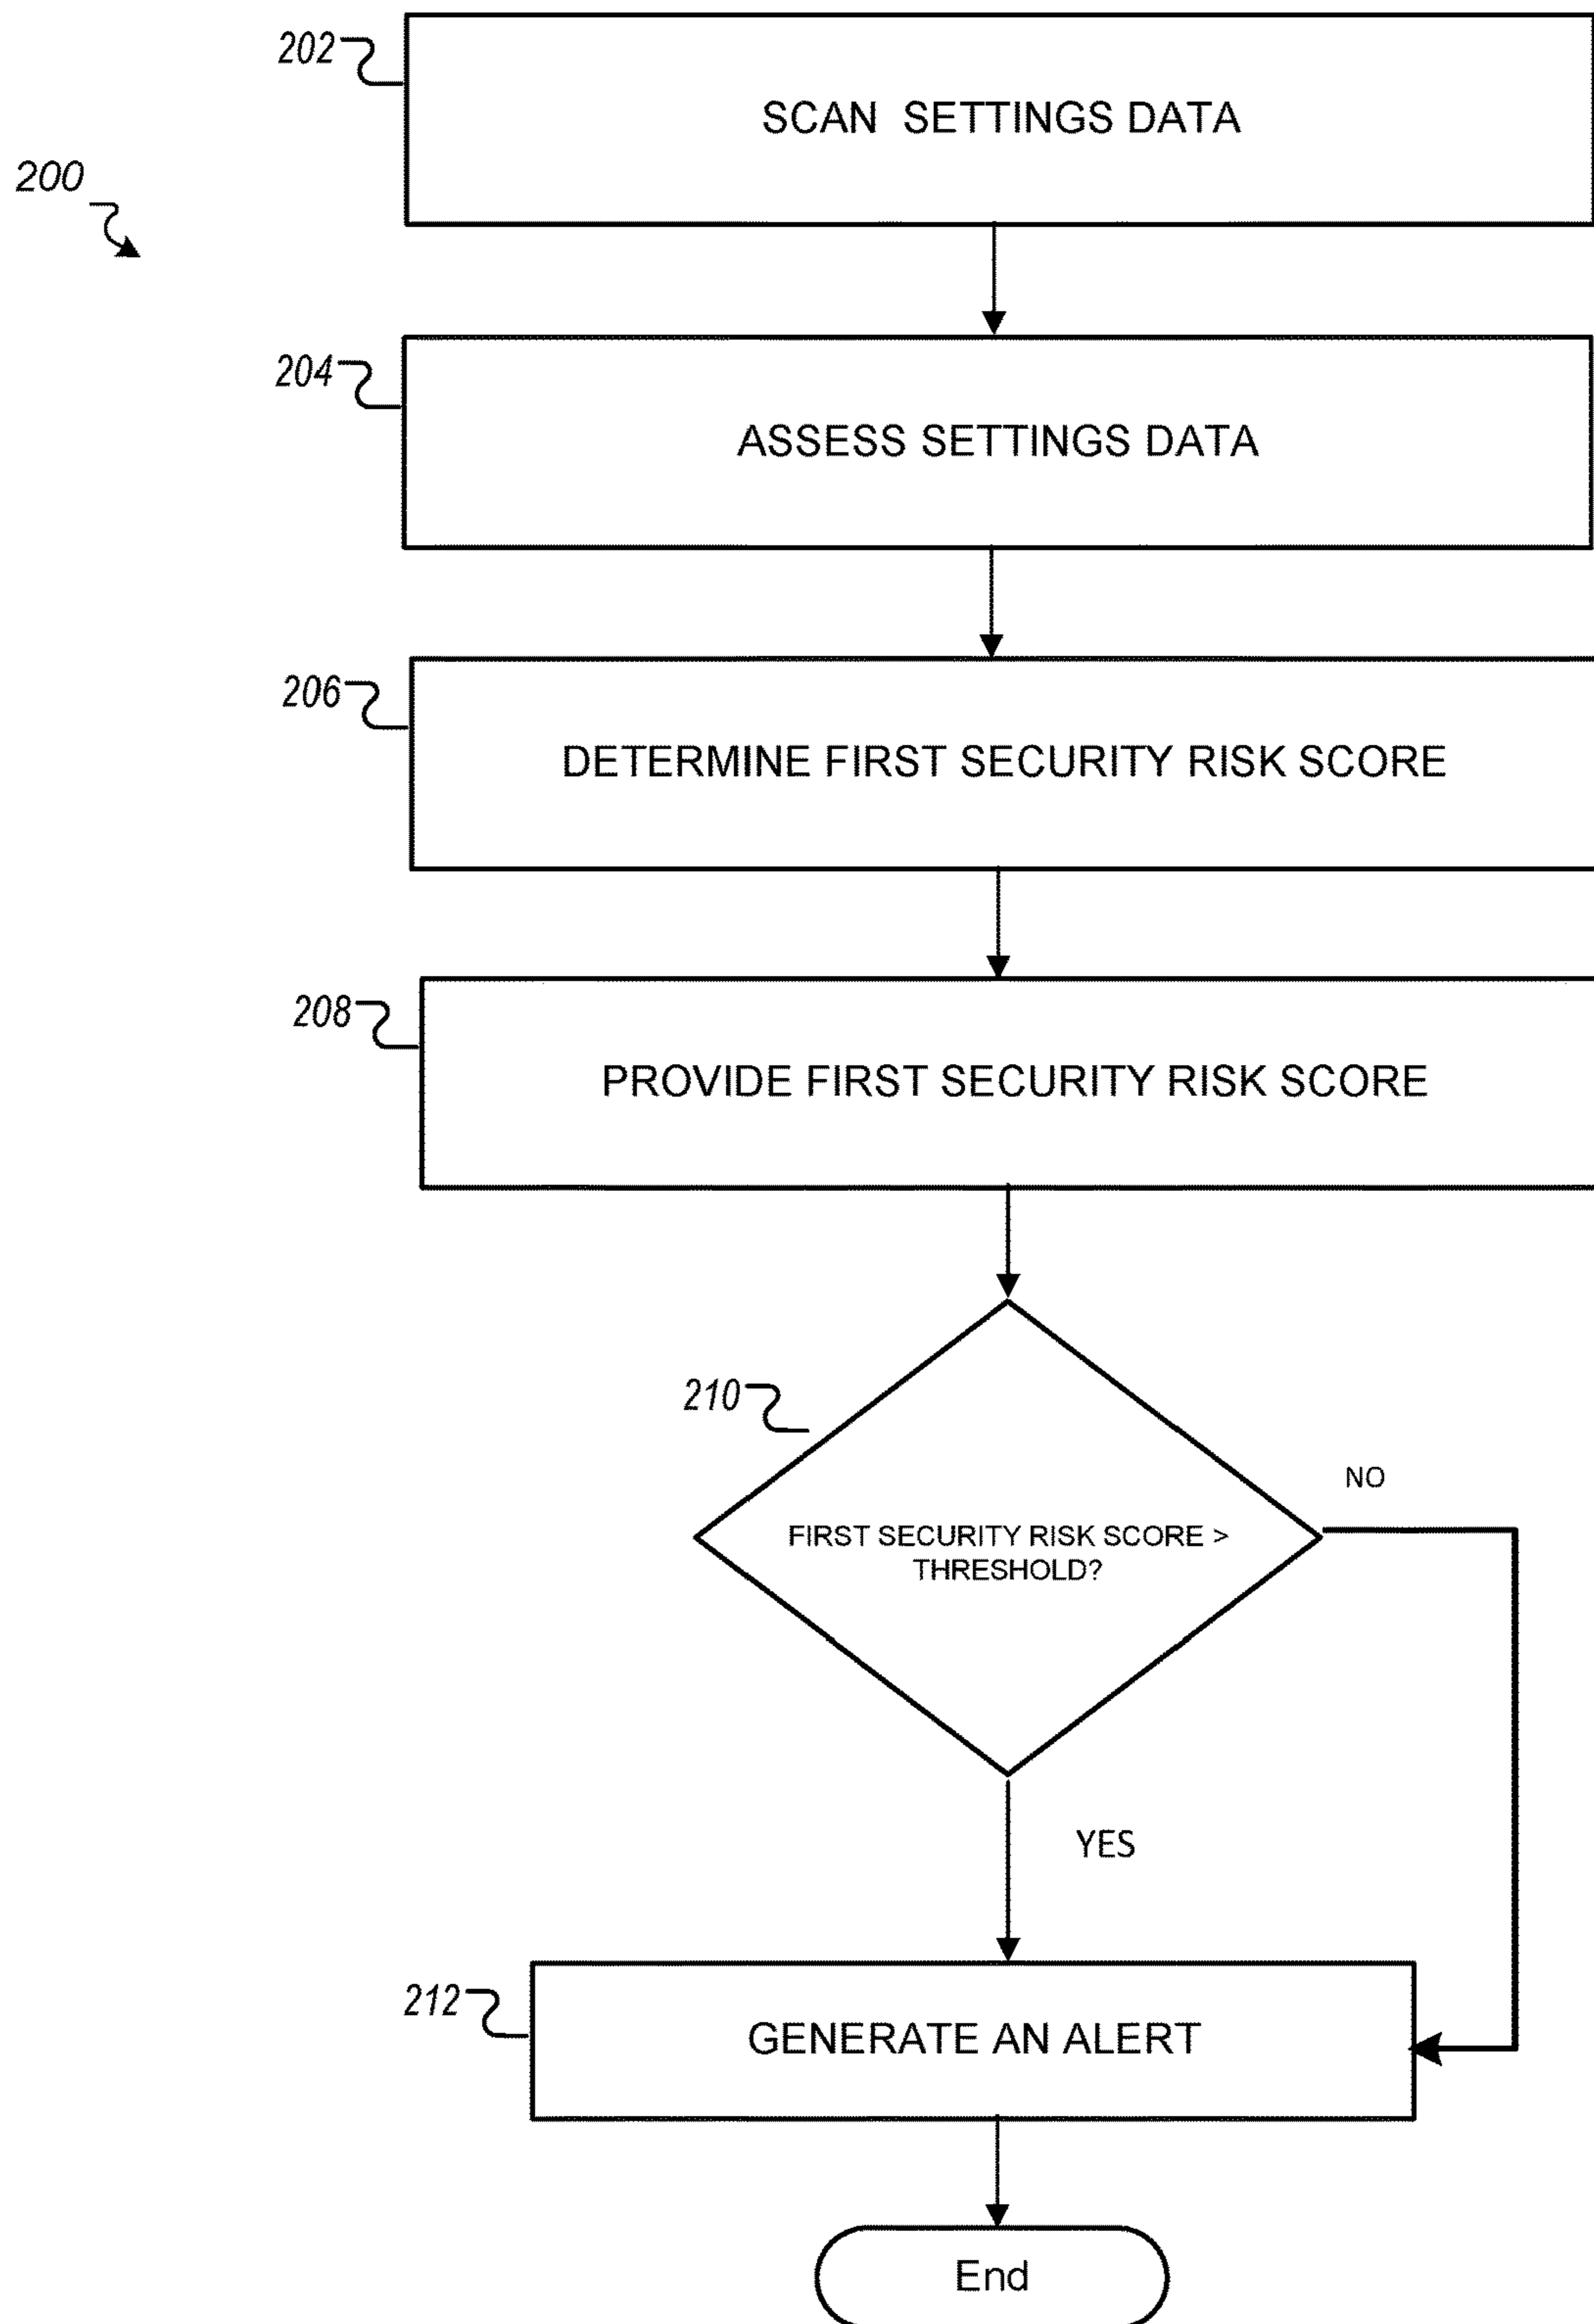 202
SCAN SETTINGS DATA
200
204
ASSESS SETTINGS DATA
206
DETERMINE FIRST SECURITY RISK SCORE
208
PROVIDE FIRST SECURITY RISK SCORE
210
NO
FIRST SECURITY RISK SCORE >
THRESHOLD?
YES
212
GENERATE AN ALERT
End